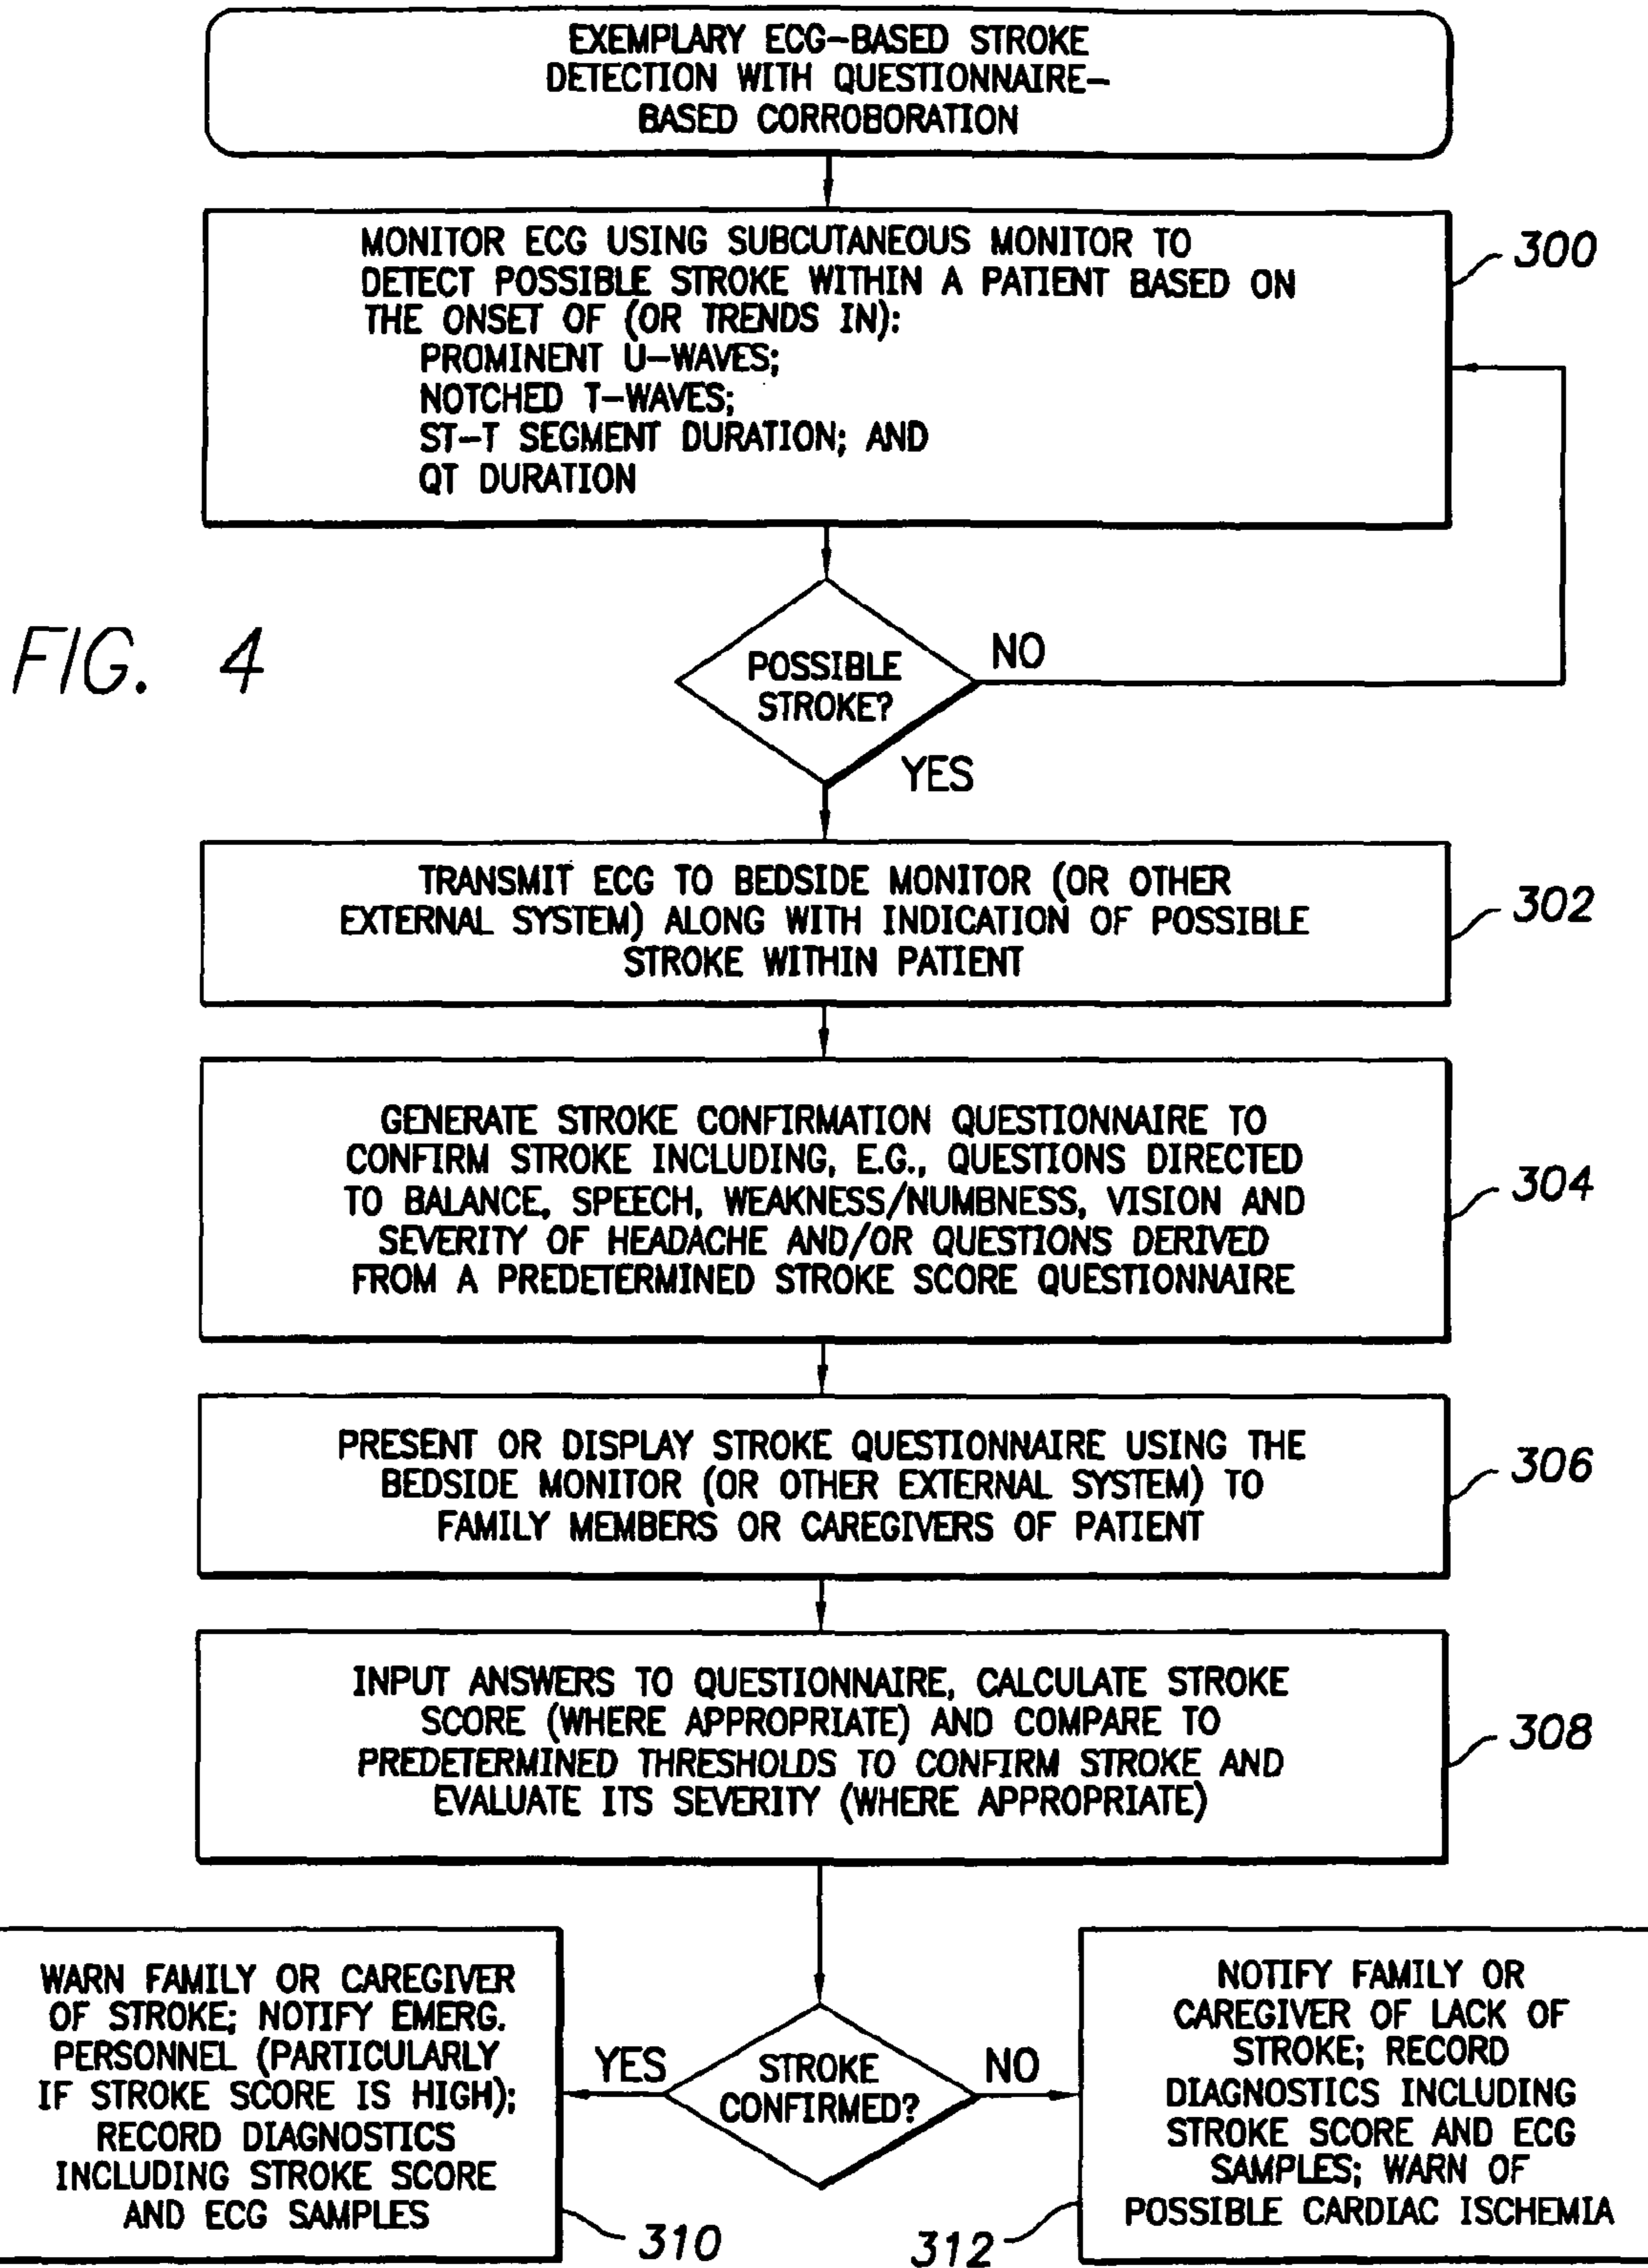 EXEMPLARY ECG-BASED STROKE
DETECTION WITH QUESTIONNAIRE-
BASED CORROBORATION
MONITOR ECG USING SUBCUTANEOUS MONITOR TO
DETECT POSSIBLE STROKE WITHIN A PATIENT BASED ON
THE ONSET OF (OR TRENDS IN):
PROMINENT U-WAVES;
NOTCHED T-WAVES;
ST-T SEGMENT DURATION; AND
QT DURATION
300
FIG. 4
POSSIBLE
STROKE?
NO
YES
TRANSMIT ECG TO BEDSIDE MONITOR (OR OTHER
EXTERNAL SYSTEM) ALONG WITH INDICATION OF POSSIBLE
STROKE WITHIN PATIENT
302
GENERATE STROKE CONFIRMATION QUESTIONNAIRE TO
CONFIRM STROKE INCLUDING, E.G., QUESTIONS DIRECTED
TO BALANCE, SPEECH, WEAKNESS/NUMBNESS, VISION AND
SEVERITY OF HEADACHE AND/OR QUESTIONS DERIVED
FROM A PREDETERMINED STROKE SCORE QUESTIONNAIRE
304
PRESENT OR DISPLAY STROKE QUESTIONNAIRE USING THE
BEDSIDE MONITOR (OR OTHER EXTERNAL SYSTEM) TO
FAMILY MEMBERS OR CAREGIVERS OF PATIENT
306
INPUT ANSWERS TO QUESTIONNAIRE, CALCULATE STROKE
SCORE (WHERE APPROPRIATE) AND COMPARE TO
PREDETERMINED THRESHOLDS TO CONFIRM STROKE AND
EVALUATE ITS SEVERITY (WHERE APPROPRIATE)
308
WARN FAMILY OR CAREGIVER
OF STROKE; NOTIFY EMERG.
PERSONNEL (PARTICULARLY
IF STROKE SCORE IS HIGH);
RECORD DIAGNOSTICS
INCLUDING STROKE SCORE
AND ECG SAMPLES
310
YES
STROKE
CONFIRMED?
NO
NOTIFY FAMILY OR
CAREGIVER OF LACK OF
STROKE; RECORD
DIAGNOSTICS INCLUDING
STROKE SCORE AND ECG
SAMPLES; WARN OF
POSSIBLE CARDIAC ISCHEMIA
312